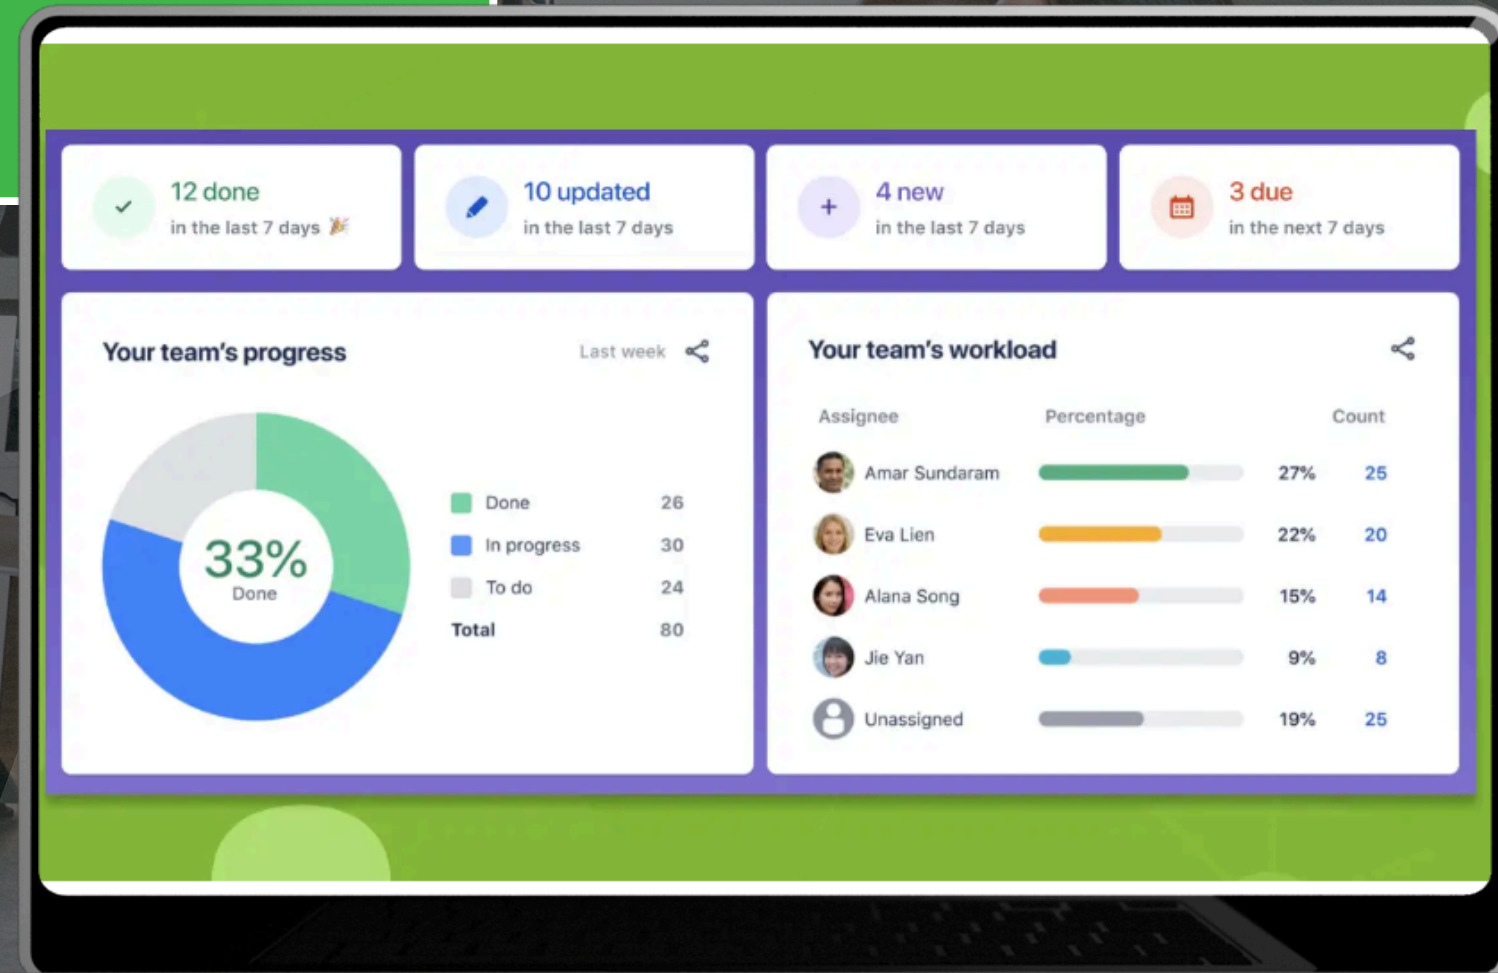 12 done
in the last 7 days 🎉
10 updated
in the last 7 days
4 new
in the last 7 days
3 due
in the next 7 days
Your team's progress
Last week
33%
Done
Done 26
In progress 30
To do 24
Total 80
Your team's workload
Assignee Percentage Count
Amar Sundaram 27% 25
Eva Lien 22% 20
Alana Song 15% 14
Jie Yan 9% 8
Unassigned 19% 25